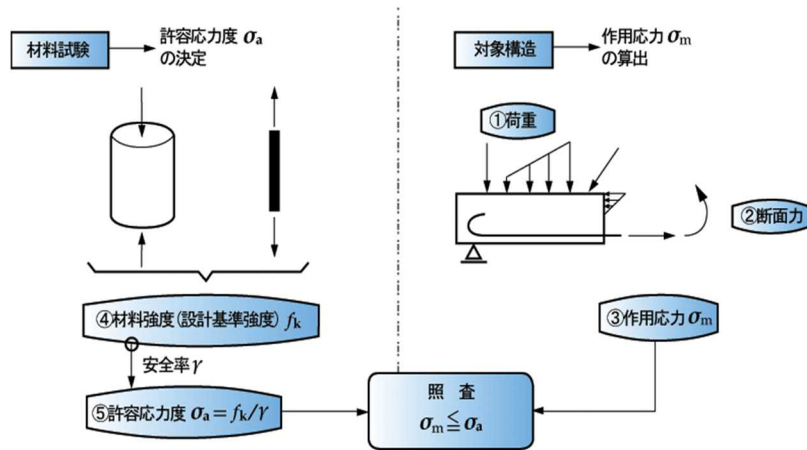 材料試験
許容応力度 σa
の決定
対象構造
作用応力 σm
の算出
①荷重
②断面力
④材料強度(設計基準強度) fk
③作用応力 σm
安全率 γ
⑤許容応力度 σa = fk/γ
照　査
σm ≦ σa